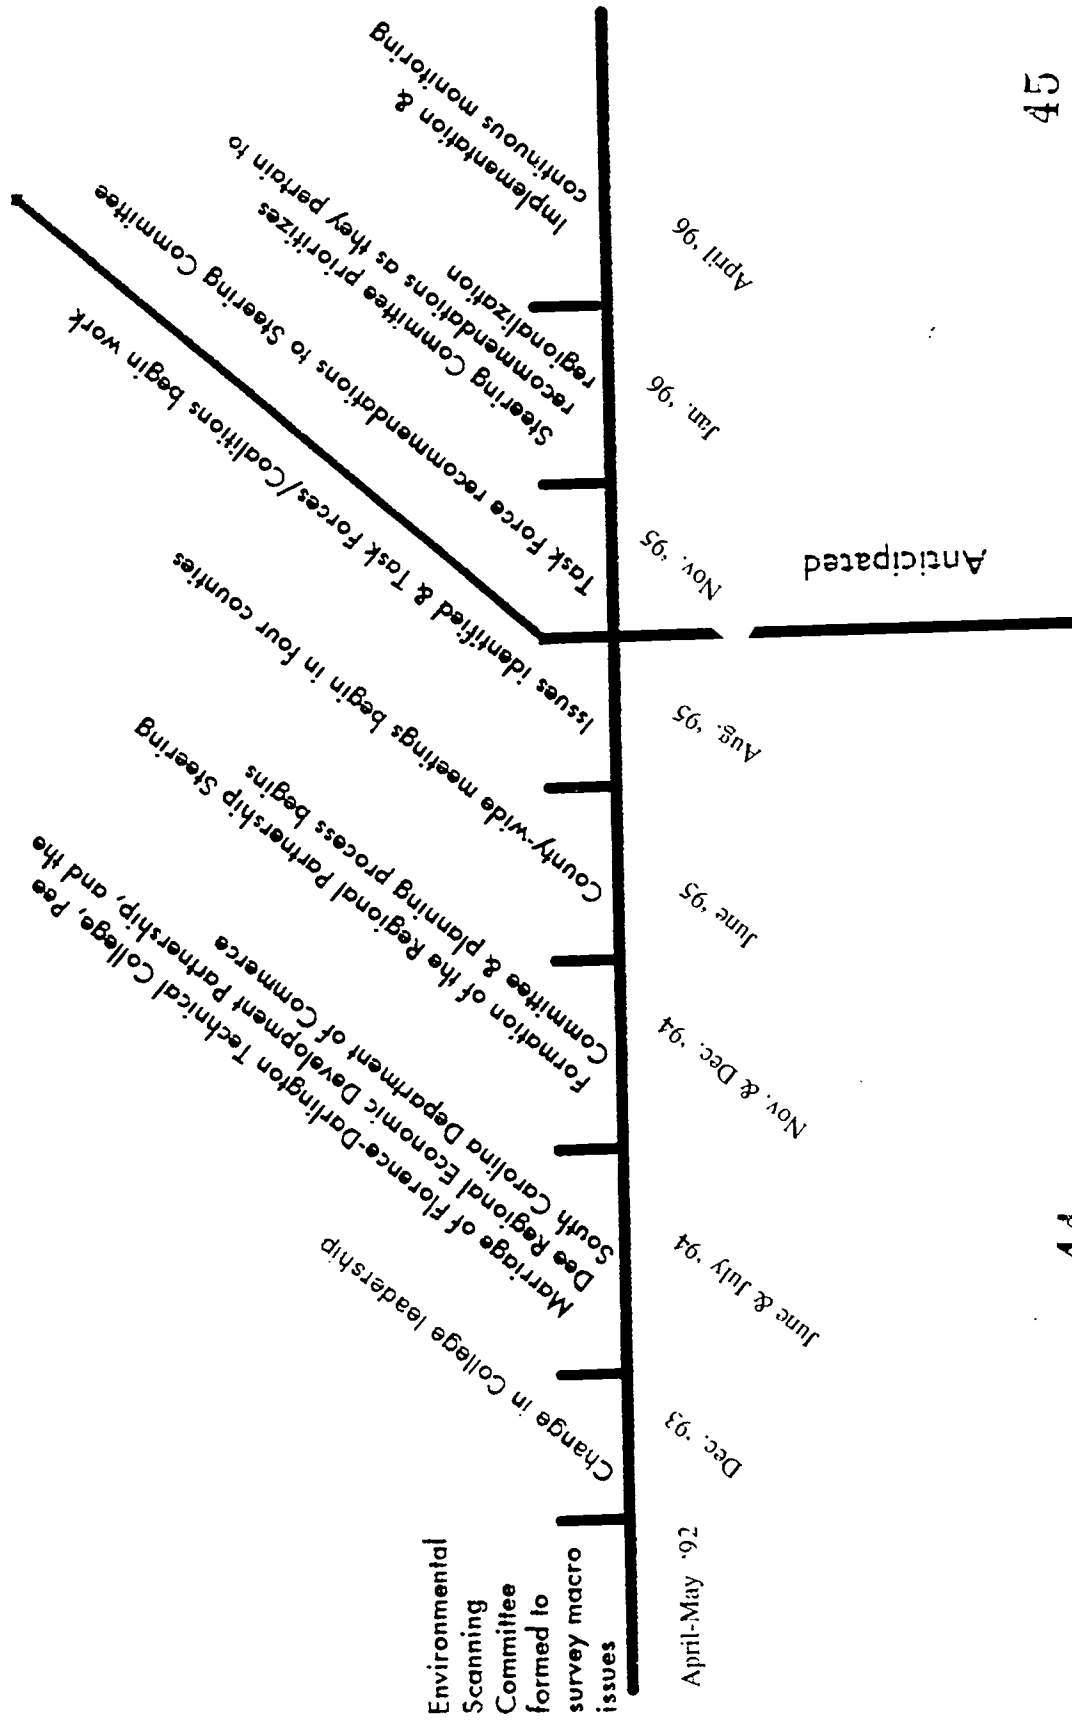 Environmental
Scanning
Committee
formed to
survey macro
issues
Change in College leadership
Marriage of Florence-Darlington Technical College, Pee
Dee Regional Economic Development Partnership, and the
South Carolina Department of Commerce
Formation of the Regional Partnership Steering
Committee & planning process begins
County-wide meetings begin in four counties
Issues identified & Task Forces/Coalitions begin work
Task Force recommendations to Steering Committee
Steering Committee prioritizes
recommendations as they pertain to
regionalization
Implementation &
continuous monitoring
April-May '92
Dec. '93
June & July '94
Nov. & Dec. '94
June '95
Aug. '95
Nov. '95
Jan. '96
April '96
Anticipated
45